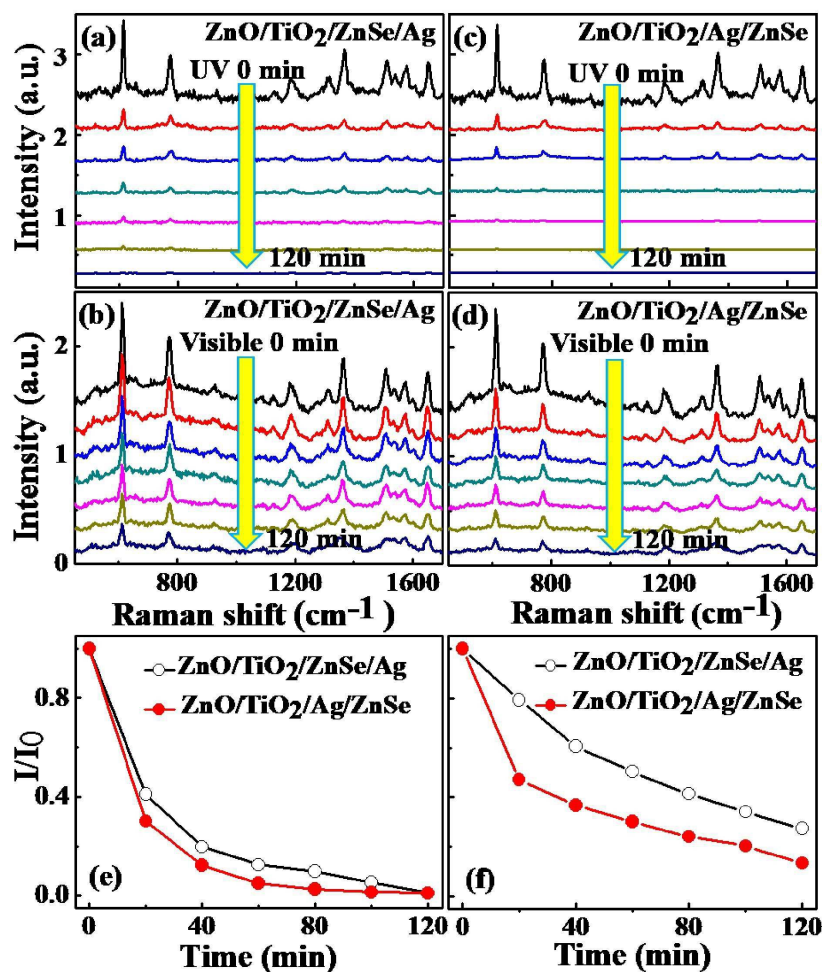 (a) ZnO/TiO₂/ZnSe/Ag
UV 0 min
120 min
3
2
1
Intensity (a.u.)
(c) ZnO/TiO₂/Ag/ZnSe
UV 0 min
120 min
(b) ZnO/TiO₂/ZnSe/Ag
Visible 0 min
120 min
2
1
0
Intensity (a.u.)
800 1200 1600
Raman shift (cm⁻¹)
(d) ZnO/TiO₂/Ag/ZnSe
Visible 0 min
120 min
800 1200 1600
Raman shift (cm⁻¹)
ZnO/TiO₂/ZnSe/Ag
ZnO/TiO₂/Ag/ZnSe
0.8
0.4
0.0
I/I₀
(e)
0 40 80 120
Time (min)
ZnO/TiO₂/ZnSe/Ag
ZnO/TiO₂/Ag/ZnSe
(f)
0 40 80 120
Time (min)